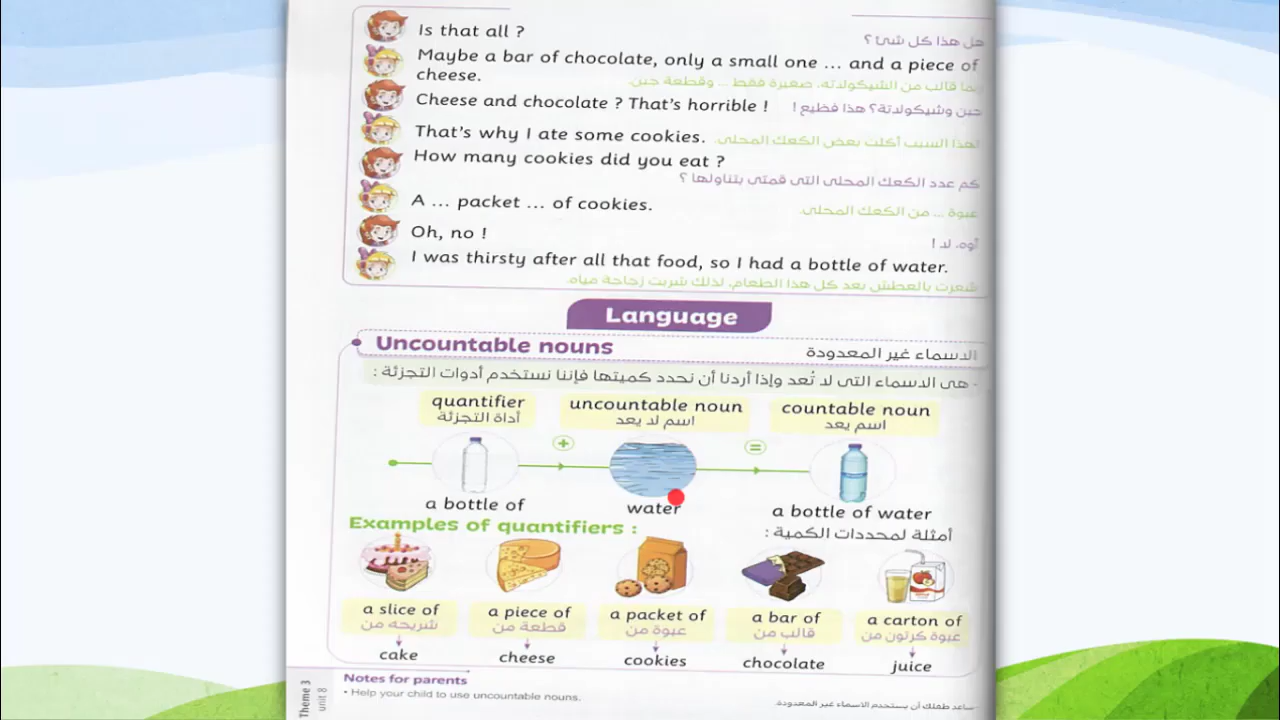 Is that all ?
هل هذا كل شئ ؟
Maybe a bar of chocolate, only a small one ... and a piece of
cheese.
ربما قالب من الشيكولاتة، صغيرة فقط ... وقطعة جبن.
Cheese and chocolate ? That's horrible !
جبن وشيكولاتة؟ هذا فظيع !
That's why I ate some cookies.
لهذا السبب أكلت بعض الكعك المحلى.
How many cookies did you eat ?
كم عدد الكعك المحلى التى قمتى بتناولها ؟
A ... packet ... of cookies.
عبوة ... من الكعك المحلى.
Oh, no !
أوه، لا !
I was thirsty after all that food, so I had a bottle of water.
شعرت بالعطش بعد كل هذا الطعام، لذلك شربت زجاجة مياه.
Language
Uncountable nouns
الاسماء غير المعدودة
- هى الاسماء التى لا تُعد وإذا أردنا أن نحدد كميتها فإننا نستخدم أدوات التجزئة :
quantifier
أداة التجزئة
uncountable noun
اسم لا يعد
countable noun
اسم يعد
+
=
a bottle of
water
a bottle of water
Examples of quantifiers :
أمثلة لمحددات الكمية :
a slice of
شريحه من
cake
a piece of
قطعة من
cheese
a packet of
عبوة من
cookies
a bar of
قالب من
chocolate
a carton of
عبوة كرتون من
juice
Notes for parents
• Help your child to use uncountable nouns.
- ساعد طفلك أن يستخدم الاسماء غير المعدودة.
Theme 3
unit 8